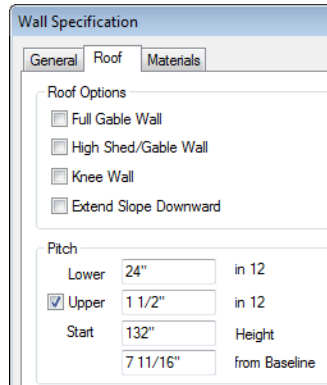 Wall Specification
General Roof Materials
Roof Options
Full Gable Wall
High Shed/Gable Wall
Knee Wall
Extend Slope Downward
Pitch
Lower 24" in 12
Upper 1 1/2" in 12
Start 132" Height
7 11/16" from Baseline